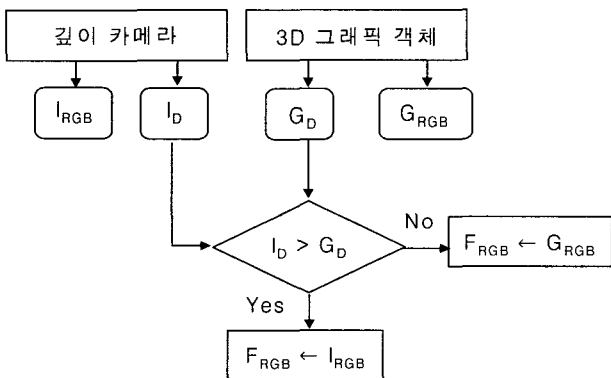 깊이 카메라
3D 그래픽 객체
I_RGB
I_D
G_D
G_RGB
I_D > G_D
No
F_RGB ← G_RGB
Yes
F_RGB ← I_RGB